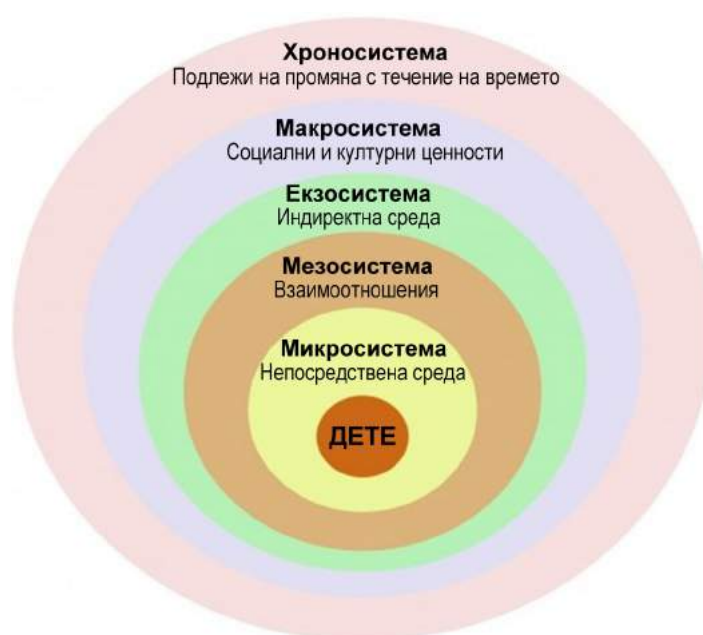 Хроносистема
Подлежи на промяна с течение на времето
Макросистема
Социални и културни ценности
Екзосистема
Индиректна среда
Мезосистема
Взаимоотношения
Микросистема
Непосредствена среда
ДЕТЕ